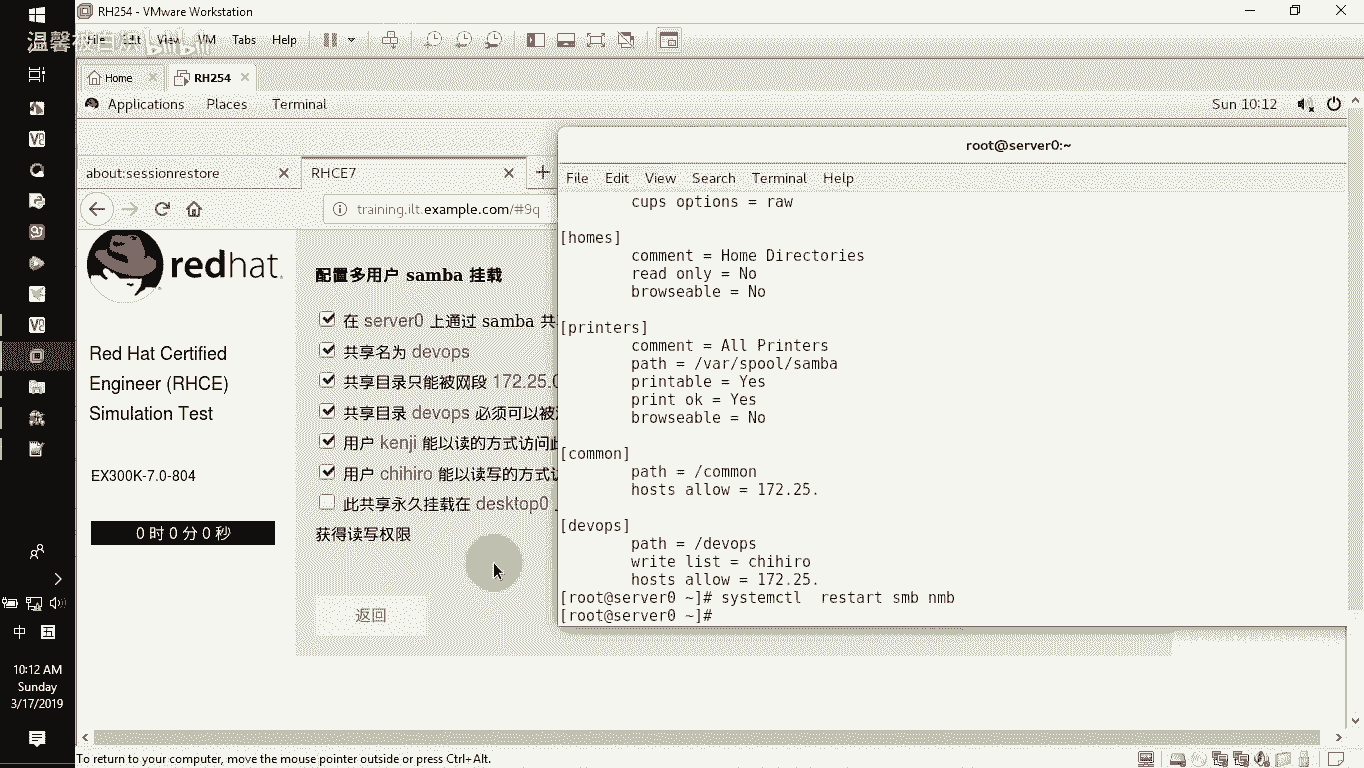 RH254 - VMware Workstation
File Edit View VM Tabs Help
Home
RH254
Applications Places Terminal
Sun 10:12
about:sessionrestore
RHCE7
training.ilt.example.com/#9q
redhat.
Red Hat Certified
Engineer (RHCE)
Simulation Test
EX300K-7.0-804
0 时 0 分 0 秒
配置多用户 samba 挂载
在 server0 上通过 samba 共
共享名为 devops
共享目录只能被网段 172.25.0
共享目录 devops 必须可以被
用户 kenji 能以读的方式访问此
用户 chihiro 能以读写的方式访
此共享永久挂载在 desktop0
获得读写权限
返回
root@server0:~
File Edit View Search Terminal Help
cups options = raw
[homes]
comment = Home Directories
read only = No
browseable = No
[printers]
comment = All Printers
path = /var/spool/samba
printable = Yes
print ok = Yes
browseable = No
[common]
path = /common
hosts allow = 172.25.
[devops]
path = /devops
write list = chihiro
hosts allow = 172.25.
[root@server0 ~]# systemctl  restart smb nmb
[root@server0 ~]#
中
五
10:12 AM
Sunday
3/17/2019
To return to your computer, move the mouse pointer outside or press Ctrl+Alt.